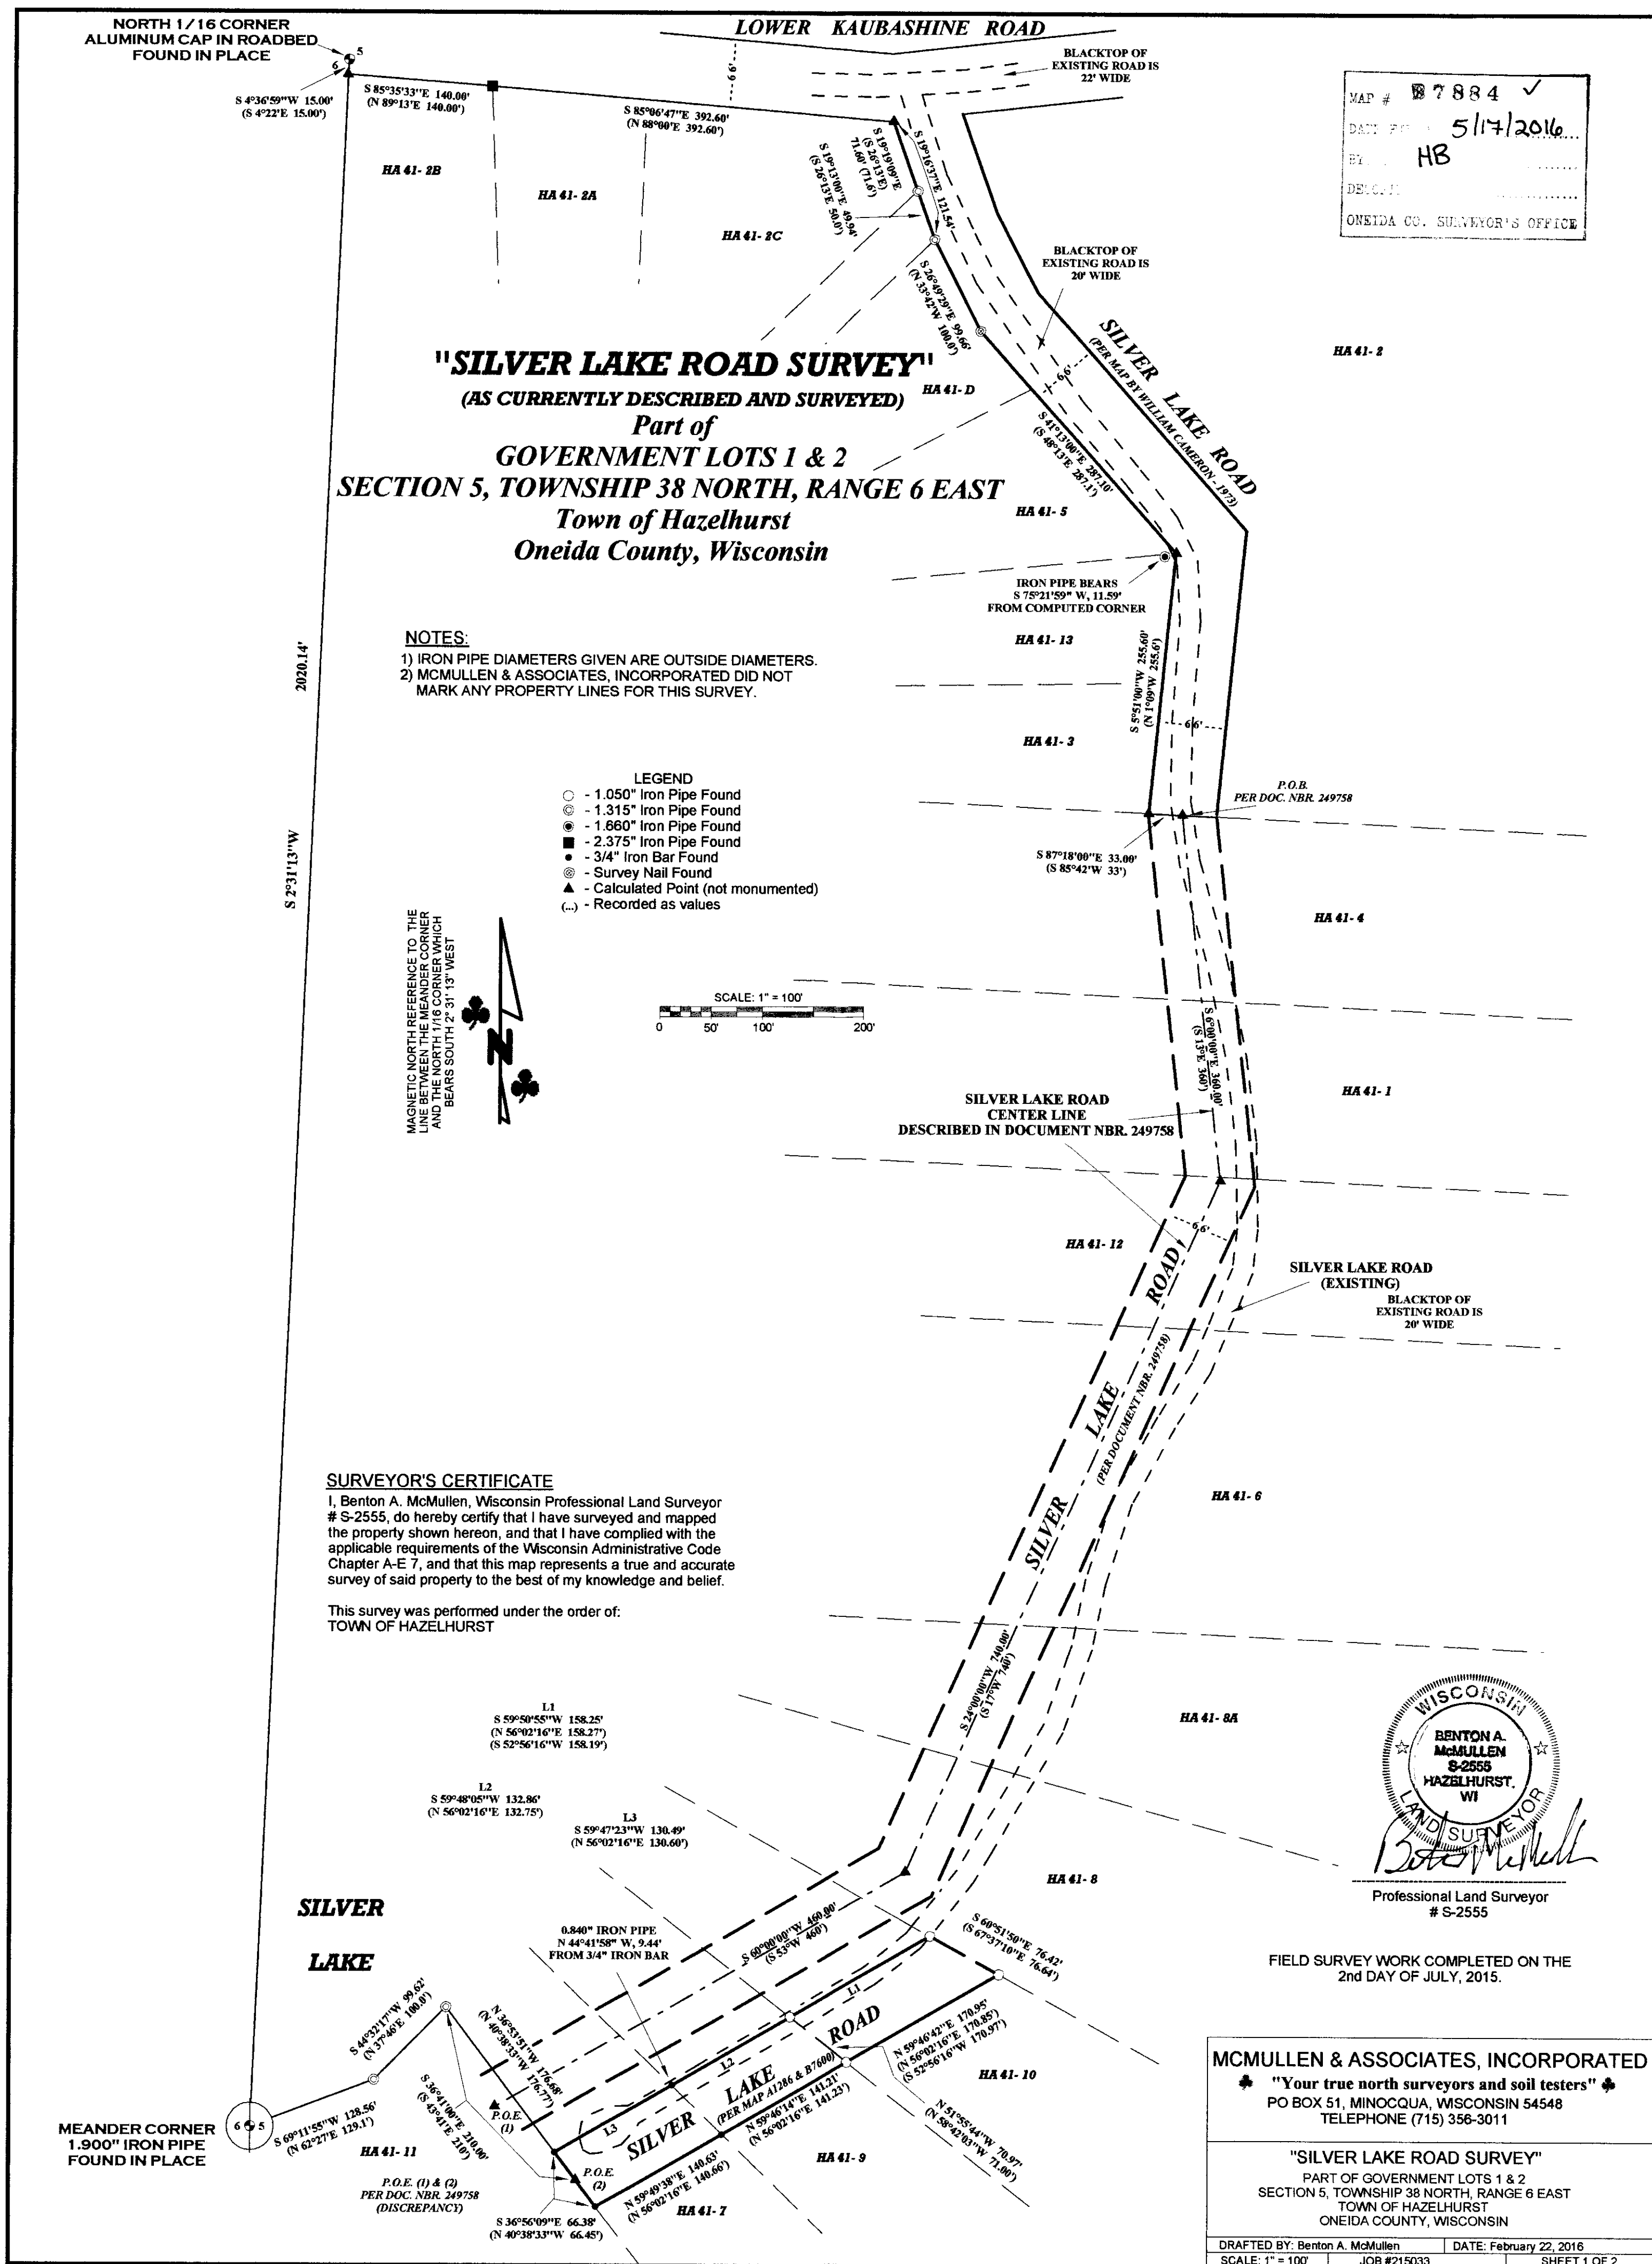 NORTH 1/16 CORNER
ALUMINUM CAP IN ROADBED
FOUND IN PLACE
5
6
S 4°36'59"W 15.00'
(S 4°22'E 15.00')
S 85°35'33"E 140.00'
(N 89°13'E 140.00')
S 85°06'47"E 392.60'
(N 88°00'E 392.60')
66'
LOWER KAUBASHINE ROAD
BLACKTOP OF
EXISTING ROAD IS
22' WIDE
MAP # B7884 ✓
5/17/2016
HB
ONEIDA CO. SURVEYOR'S OFFICE
HA 41- 2B
HA 41- 2A
HA 41- 2C
S 19°19'09"E
(S 26°13'E)
71.60' (71.6')
S 19°13'00"E 49.94'
(S 26°13'E 50.0')
S 19°16'37"E 121.54'
S 26°49'29"E 99.66'
(N 33°42'W 100.0')
BLACKTOP OF
EXISTING ROAD IS
20' WIDE
SILVER LAKE ROAD
(PER MAP BY WILLIAM CAMERON - 1973)
HA 41- 2
66'
"SILVER LAKE ROAD SURVEY"
(AS CURRENTLY DESCRIBED AND SURVEYED)
Part of
GOVERNMENT LOTS 1 & 2
SECTION 5, TOWNSHIP 38 NORTH, RANGE 6 EAST
Town of Hazelhurst
Oneida County, Wisconsin
HA 41- D
S 41°13'00"E 287.10'
(S 48°13'E 287.1')
HA 41- 5
IRON PIPE BEARS
S 75°21'59" W, 11.59'
FROM COMPUTED CORNER
HA 41- 13
S 5°51'00"W 255.60'
(N 1°09'W 255.6')
66'
HA 41- 3
2020.14'
S 2°31'13"W
NOTES:
1) IRON PIPE DIAMETERS GIVEN ARE OUTSIDE DIAMETERS.
2) MCMULLEN & ASSOCIATES, INCORPORATED DID NOT
MARK ANY PROPERTY LINES FOR THIS SURVEY.
LEGEND
- 1.050" Iron Pipe Found
- 1.315" Iron Pipe Found
- 1.660" Iron Pipe Found
- 2.375" Iron Pipe Found
- 3/4" Iron Bar Found
- Survey Nail Found
- Calculated Point (not monumented)
(...) - Recorded as values
P.O.B.
PER DOC. NBR. 249758
S 87°18'00"E 33.00'
(S 85°42'W 33')
HA 41- 4
MAGNETIC NORTH REFERENCE TO THE
LINE BETWEEN THE MEANDER CORNER
AND THE NORTH 1/16 CORNER WHICH
BEARS SOUTH 2° 31' 13" WEST
N
SCALE: 1" = 100'
0 50' 100' 200'
S 6°00'00"E 360.00'
(S 13°E 360')
HA 41- 1
SILVER LAKE ROAD
CENTER LINE
DESCRIBED IN DOCUMENT NBR. 249758
66'
HA 41- 12
SILVER LAKE ROAD
(EXISTING)
BLACKTOP OF
EXISTING ROAD IS
20' WIDE
SILVER LAKE ROAD
(PER DOCUMENT NBR. 249758)
HA 41- 6
SURVEYOR'S CERTIFICATE
I, Benton A. McMullen, Wisconsin Professional Land Surveyor
# S-2555, do hereby certify that I have surveyed and mapped
the property shown hereon, and that I have complied with the
applicable requirements of the Wisconsin Administrative Code
Chapter A-E 7, and that this map represents a true and accurate
survey of said property to the best of my knowledge and belief.
This survey was performed under the order of:
TOWN OF HAZELHURST
S 24°00'00"W 740.00'
(S 17°W 740')
HA 41- 8A
L1
S 59°50'55"W 158.25'
(N 56°02'16"E 158.27')
(S 52°56'16"W 158.19')
L2
S 59°48'05"W 132.86'
(N 56°02'16"E 132.75')
L3
S 59°47'23"W 130.49'
(N 56°02'16"E 130.60')
WISCONSIN
BENTON A.
McMULLEN
S-2555
HAZELHURST,
WI
LAND SURVEYOR
Professional Land Surveyor
# S-2555
HA 41- 8
SILVER
LAKE
0.840" IRON PIPE
N 44°41'58" W, 9.44'
FROM 3/4" IRON BAR
S 60°00'00"W 460.00'
(S 53°W 460')
S 60°51'50"E 76.42'
(S 67°37'10"E 76.64')
FIELD SURVEY WORK COMPLETED ON THE
2nd DAY OF JULY, 2015.
S 44°32'17"W 99.62'
(N 37°46'E 100.0')
N 36°53'51"W 176.68'
(N 40°38'33"W 176.77')
L1
L2
L3
SILVER LAKE ROAD
(PER MAP A1286 & B7600)
N 59°46'42"E 170.95'
(N 56°02'16"E 170.85')
(S 52°56'16"W 170.97')
HA 41- 10
N 51°55'44"W 70.97'
(N 58°42'03"W 71.00')
N 59°46'14"E 141.21'
(N 56°02'16"E 141.23')
HA 41- 9
MEANDER CORNER
1.900" IRON PIPE
FOUND IN PLACE
6 5
S 69°11'55"W 128.56'
(N 62°27'E 129.1')
S 36°41'00"E 210.00'
(S 43°41'E 210')
P.O.E.
(1)
HA 41- 11
P.O.E. (1) & (2)
PER DOC. NBR. 249758
(DISCREPANCY)
P.O.E.
(2)
N 59°49'38"E 140.63'
(N 56°02'16"E 140.66')
HA 41- 7
S 36°56'09"E 66.38'
(N 40°38'33"W 66.45')
MCMULLEN & ASSOCIATES, INCORPORATED
"Your true north surveyors and soil testers"
PO BOX 51, MINOCQUA, WISCONSIN 54548
TELEPHONE (715) 356-3011
"SILVER LAKE ROAD SURVEY"
PART OF GOVERNMENT LOTS 1 & 2
SECTION 5, TOWNSHIP 38 NORTH, RANGE 6 EAST
TOWN OF HAZELHURST
ONEIDA COUNTY, WISCONSIN
DRAFTED BY: Benton A. McMullen DATE: February 22, 2016
SCALE: 1" = 100' JOB #215033 SHEET 1 OF 2